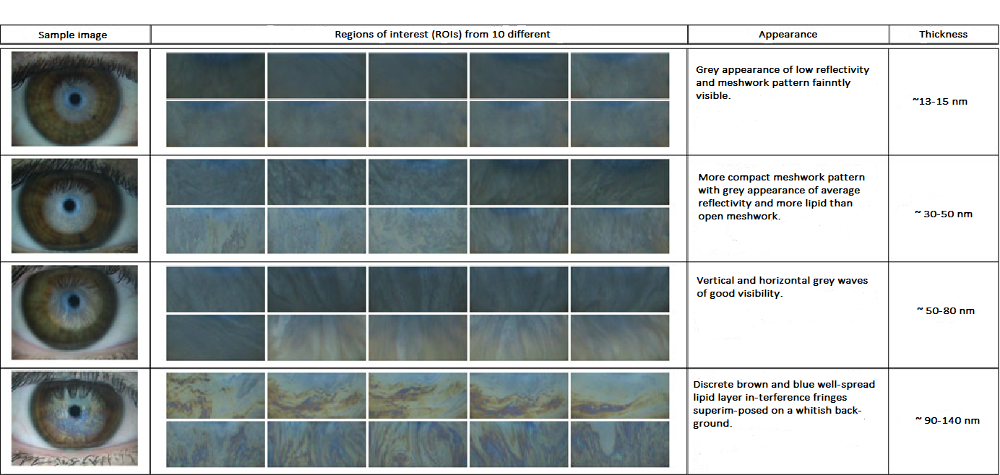 Sample image
Regions of interest (ROIs) from 10 different
Appearance
Thickness
Grey appearance of low reflectivity
and meshwork pattern fainntly
visible.
~13-15 nm
More compact meshwork pattern
with grey appearance of average
reflectivity and more lipid than
open meshwork.
~ 30-50 nm
Vertical and horizontal grey waves
of good visibility.
~ 50-80 nm
Discrete brown and blue well-spread
lipid layer in-terference fringes
superim-posed on a whitish back-
ground.
~ 90-140 nm